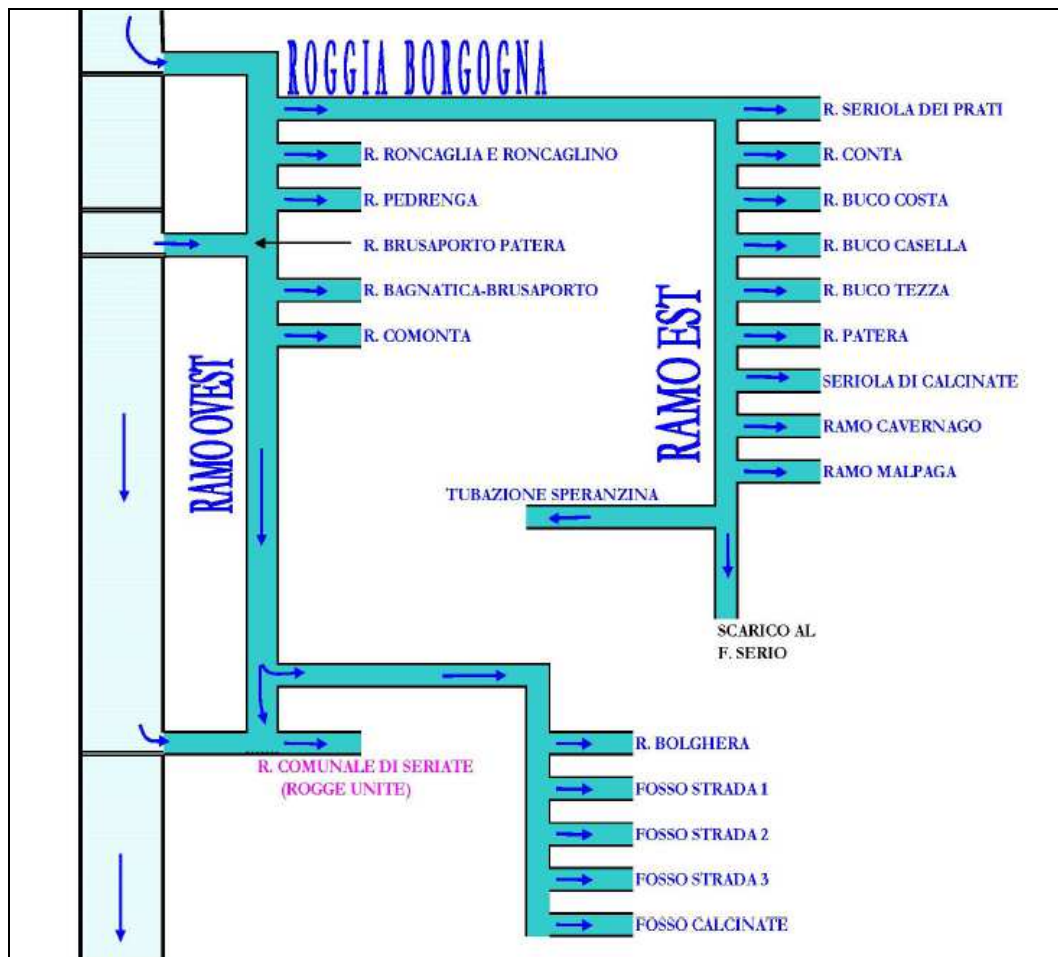 ROGGIA BORGOGNA
R. SERIOLA DEI PRATI
R. RONCAGLIA E RONCAGLINO
R. CONTA
R. PEDRENGA
R. BUCO COSTA
R. BRUSAPORTO PATERA
R. BUCO CASELLA
R. BAGNATICA-BRUSAPORTO
R. BUCO TEZZA
R. COMONTA
R. PATERA
RAMO OVEST
RAMO EST
SERIOLA DI CALCINATE
RAMO CAVERNAGO
RAMO MALPAGA
TUBAZIONE SPERANZINA
SCARICO AL
F. SERIO
R. BOLGHERA
R. COMUNALE DI SERIATE
(ROGGE UNITE)
FOSSO STRADA 1
FOSSO STRADA 2
FOSSO STRADA 3
FOSSO CALCINATE